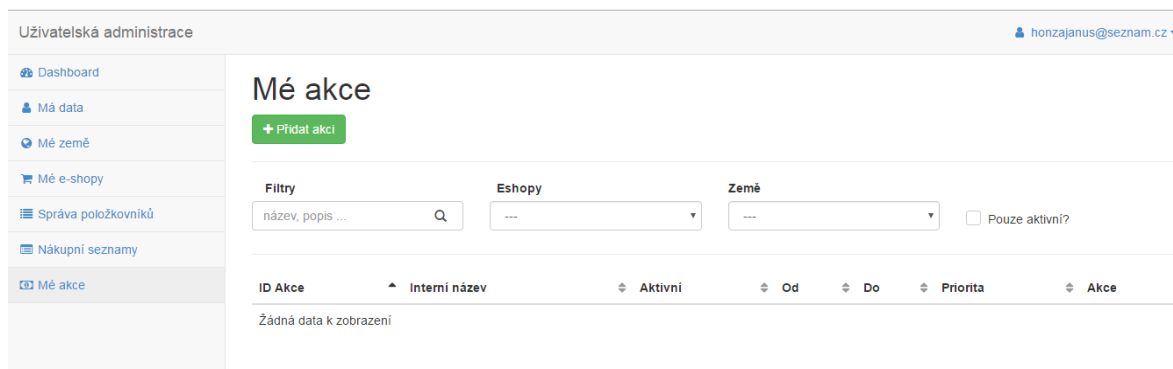 Uživatelská administrace
honzajanus@seznam.cz
Dashboard
Má data
Mé země
Mé e-shopy
Správa položkovníků
Nákupní seznamy
Mé akce
Mé akce
Přidat akci
Filtry Eshopy Země
název, popis ... --- --- Pouze aktivní?
ID Akce Interní název Aktivní Od Do Priorita Akce
Žádná data k zobrazení